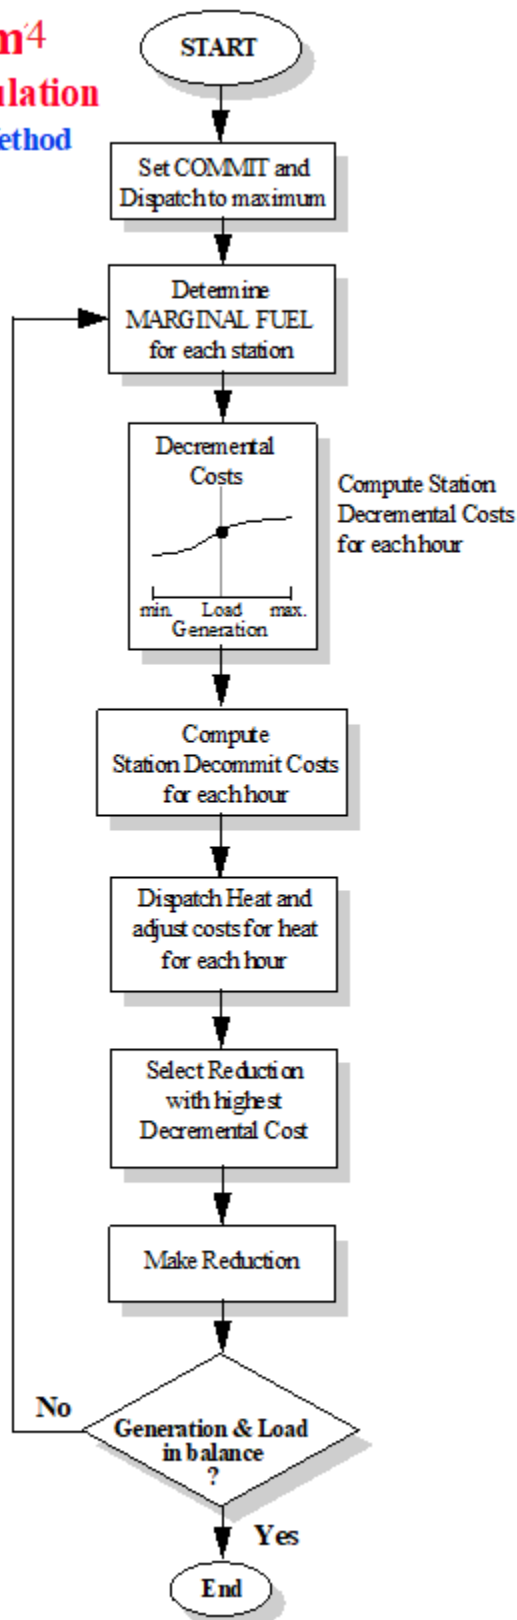 m4
ulation
ethod
START
Set COMMIT and
Dispatch to maximum
Determine
MARGINAL FUEL
for each station
Decremental
Costs
min. Load max.
Generation
Compute Station
Decremental Costs
for each hour
Compute
Station Decommit Costs
for each hour
Dispatch Heat and
adjust costs for heat
for each hour
Select Reduction
with highest
Decremental Cost
Make Reduction
No
Generation & Load
in balance
?
Yes
End